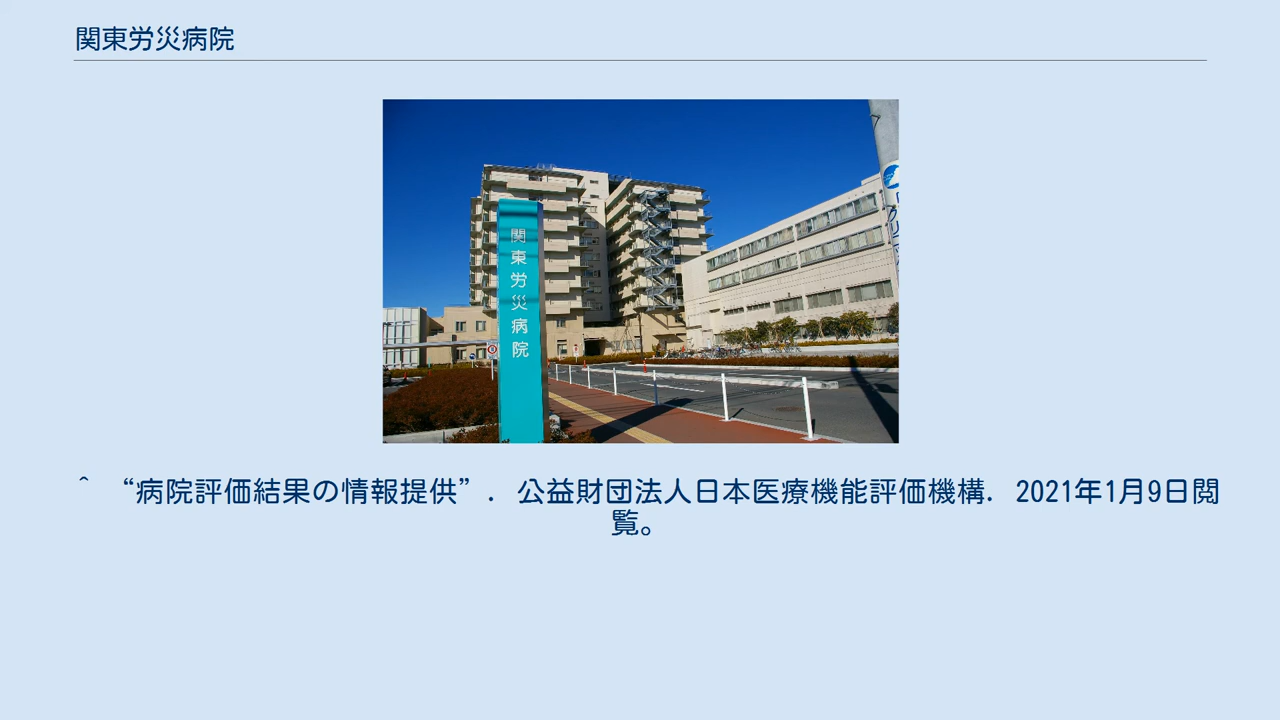 関東労災病院
関東労災病院
^ “病院評価結果の情報提供”. 公益財団法人日本医療機能評価機構. 2021年1月9日閲
覧。